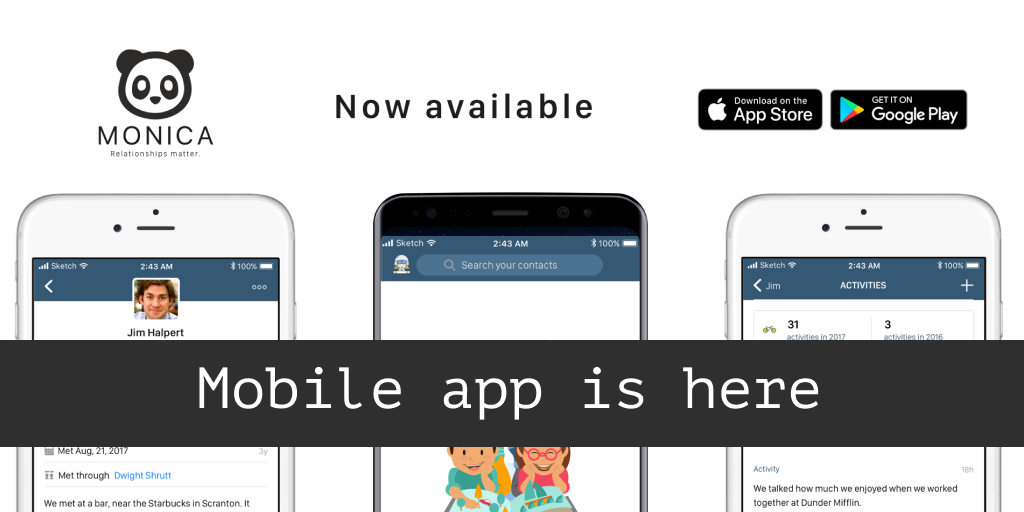 MONICA
Relationships matter.
Now available
Download on the
App Store
GET IT ON
Google Play
Sketch 2:43 AM 100%
Jim Halpert
Sketch 2:43 AM 100%
Search your contacts
Sketch 2:43 AM 100%
Jim ACTIVITIES +
31 3
activities in 2017 activities in 2016
Mobile app is here
Met Aug, 21, 2017 3y
Met through Dwight Shrutt
We met at a bar, near the Starbucks in Scranton. It
Activity 18h
We talked how much we enjoyed when we worked
together at Dunder Mifflin.